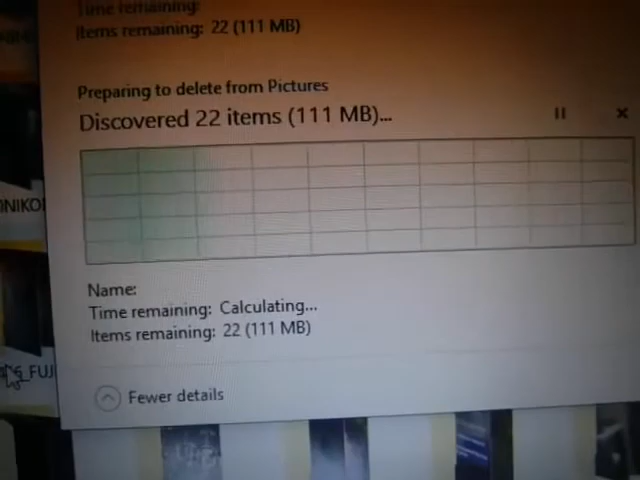 Time remaining:
Items remaining: 22 (111 MB)
Preparing to delete from Pictures
Discovered 22 items (111 MB)...
Name:
Time remaining: Calculating...
Items remaining: 22 (111 MB)
Fewer details